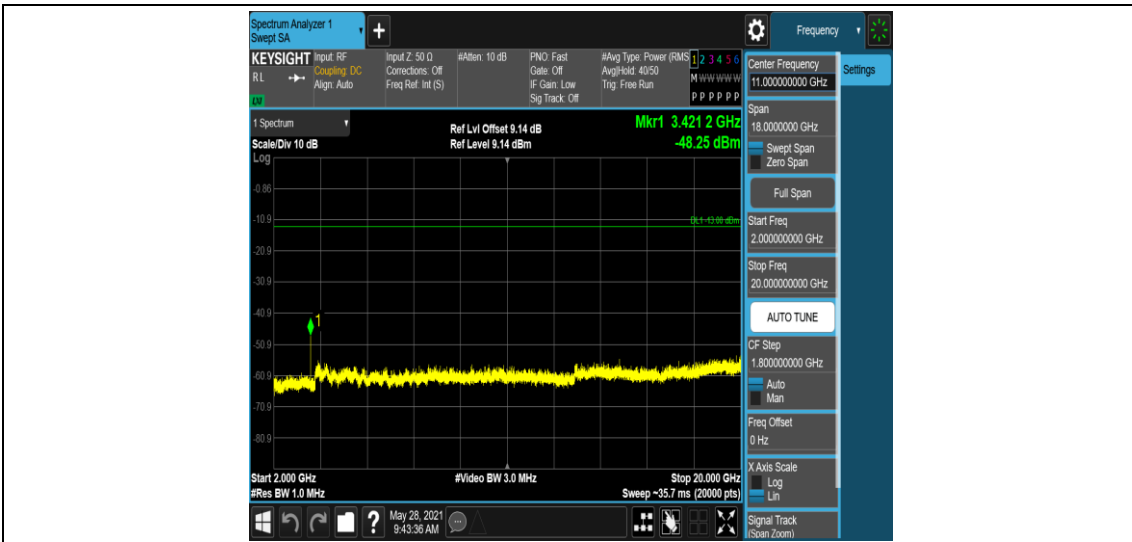 Spectrum Analyzer 1
Swept SA
Frequency
KEYSIGHT
RL
LXI
Input: RF
Coupling: DC
Align: Auto
Input Z: 50 Ω
Corrections: Off
Freq Ref: Int (S)
#Atten: 10 dB
PNO: Fast
Gate: Off
IF Gain: Low
Sig Track: Off
#Avg Type: Power (RMS
Avg|Hold: 40/50
Trig: Free Run
1 2 3 4 5 6
M W W W W W
P P P P P P
1 Spectrum
Scale/Div 10 dB
Log
Ref Lvl Offset 9.14 dB
Ref Level 9.14 dBm
Mkr1 3.421 2 GHz
-48.25 dBm
-0.86
-10.9
DL1 -13.00 dBm
-20.9
-30.9
-40.9
1
-50.9
-60.9
-70.9
-80.9
Start 2.000 GHz
#Video BW 3.0 MHz
Stop 20.000 GHz
#Res BW 1.0 MHz
Sweep ~35.7 ms (20000 pts)
?
May 28, 2021
9:43:36 AM
Center Frequency
11.000000000 GHz
Settings
Span
18.0000000 GHz
Swept Span
Zero Span
Full Span
Start Freq
2.000000000 GHz
Stop Freq
20.000000000 GHz
AUTO TUNE
CF Step
1.800000000 GHz
Auto
Man
Freq Offset
0 Hz
X Axis Scale
Log
Lin
Signal Track
(Span Zoom)